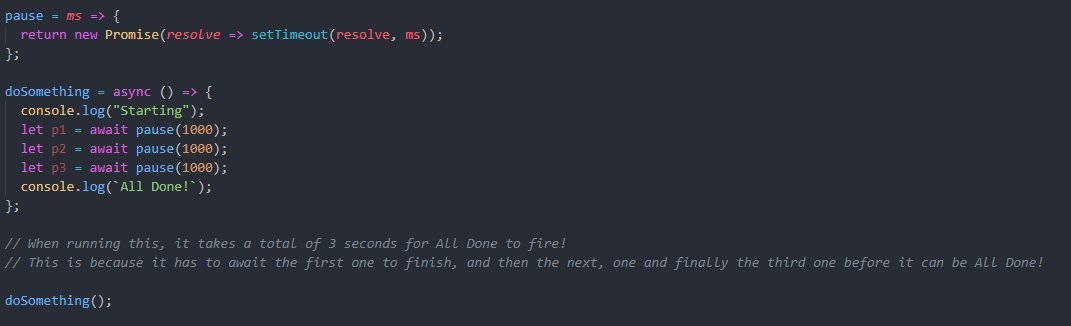 pause = ms => {
  return new Promise(resolve => setTimeout(resolve, ms));
};

doSomething = async () => {
  console.log("Starting");
  let p1 = await pause(1000);
  let p2 = await pause(1000);
  let p3 = await pause(1000);
  console.log(`All Done!`);
};

// When running this, it takes a total of 3 seconds for All Done to fire!
// This is because it has to await the first one to finish, and then the next, one and finally the third one before it can be All Done!

doSomething();